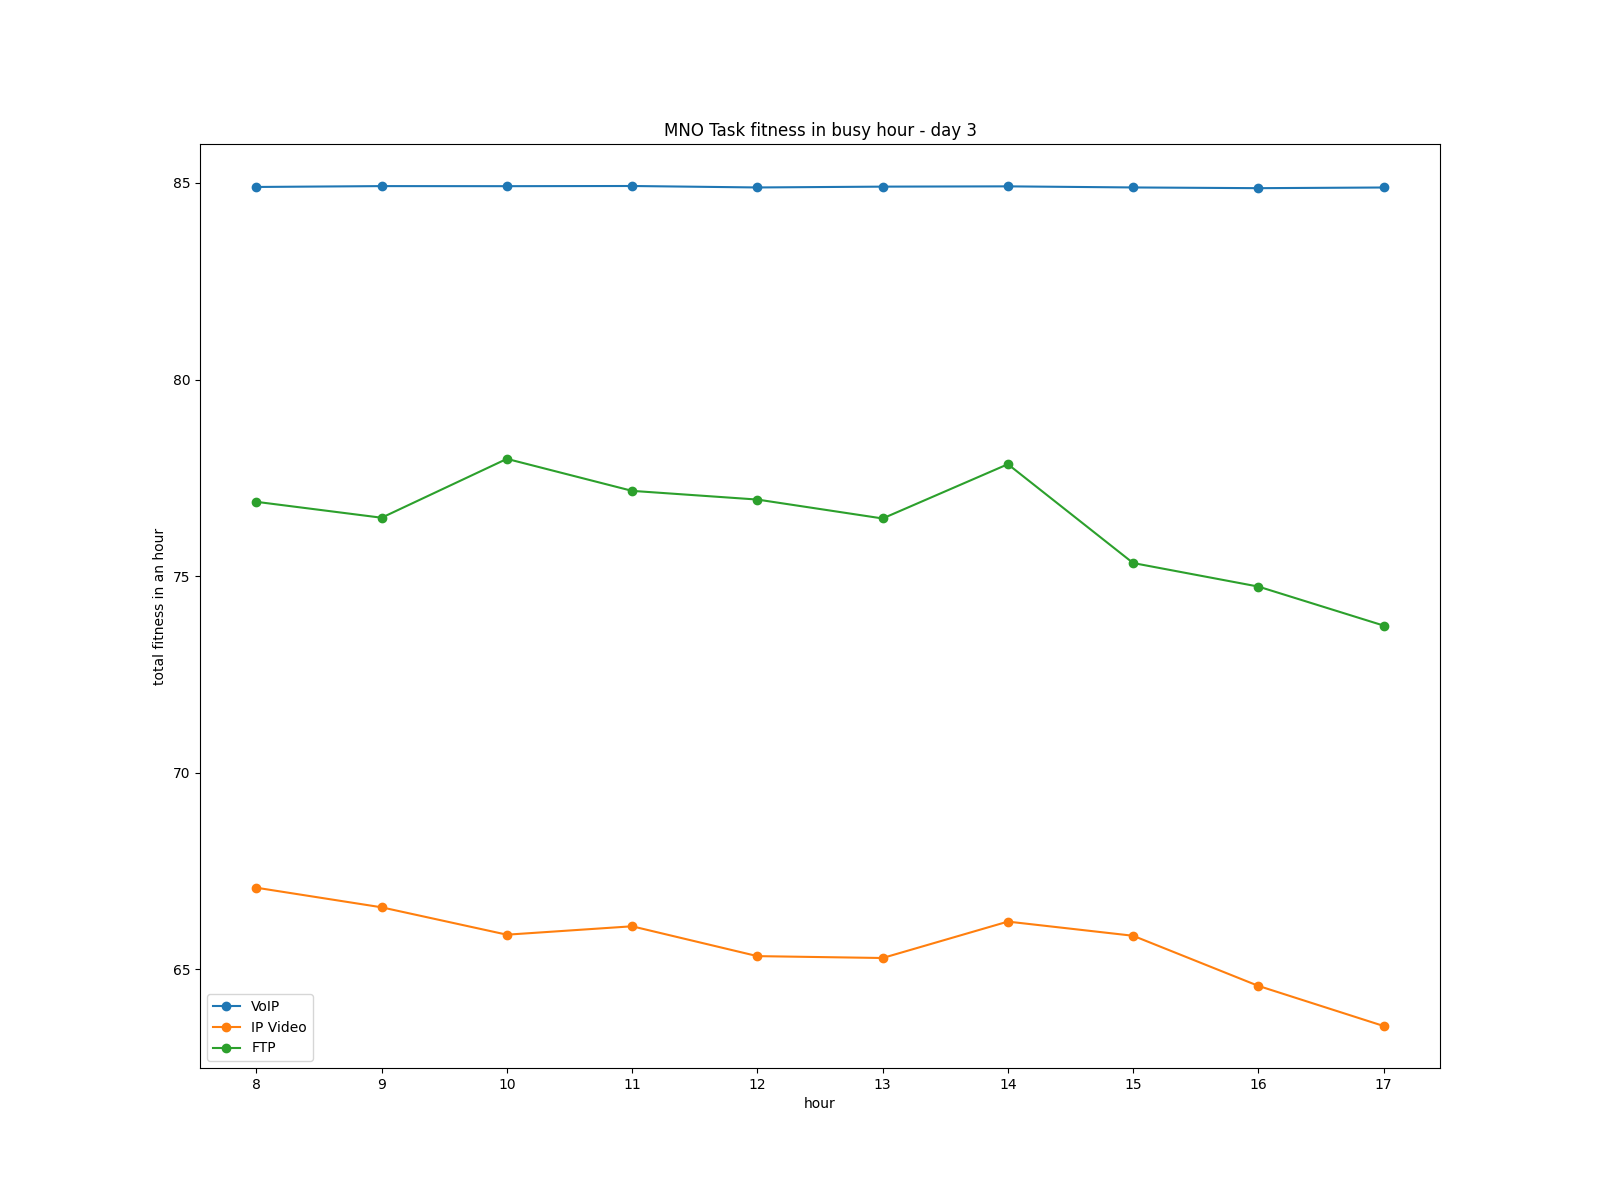 MNO Task fitness in busy hour - day 3
total fitness in an hour
85
80
75
70
65
VoIP
IP Video
FTP
8 9 10 11 12 13 14 15 16 17
hour